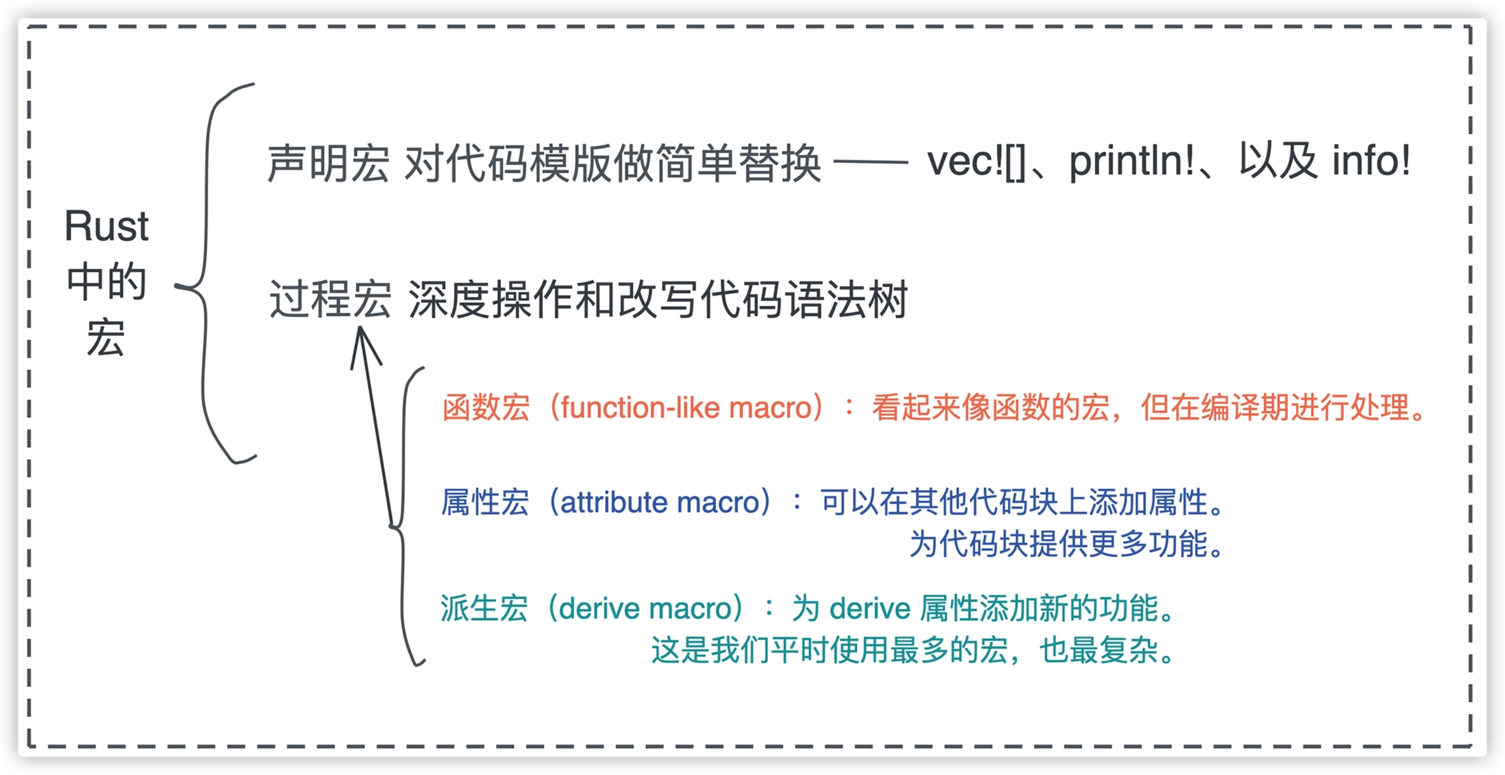 Rust
中的
宏
声明宏 对代码模版做简单替换 —— vec![]、println!、以及 info!
过程宏 深度操作和改写代码语法树
函数宏（function-like macro）：看起来像函数的宏，但在编译期进行处理。
属性宏（attribute macro）：可以在其他代码块上添加属性。
为代码块提供更多功能。
派生宏（derive macro）：为 derive 属性添加新的功能。
这是我们平时使用最多的宏，也最复杂。